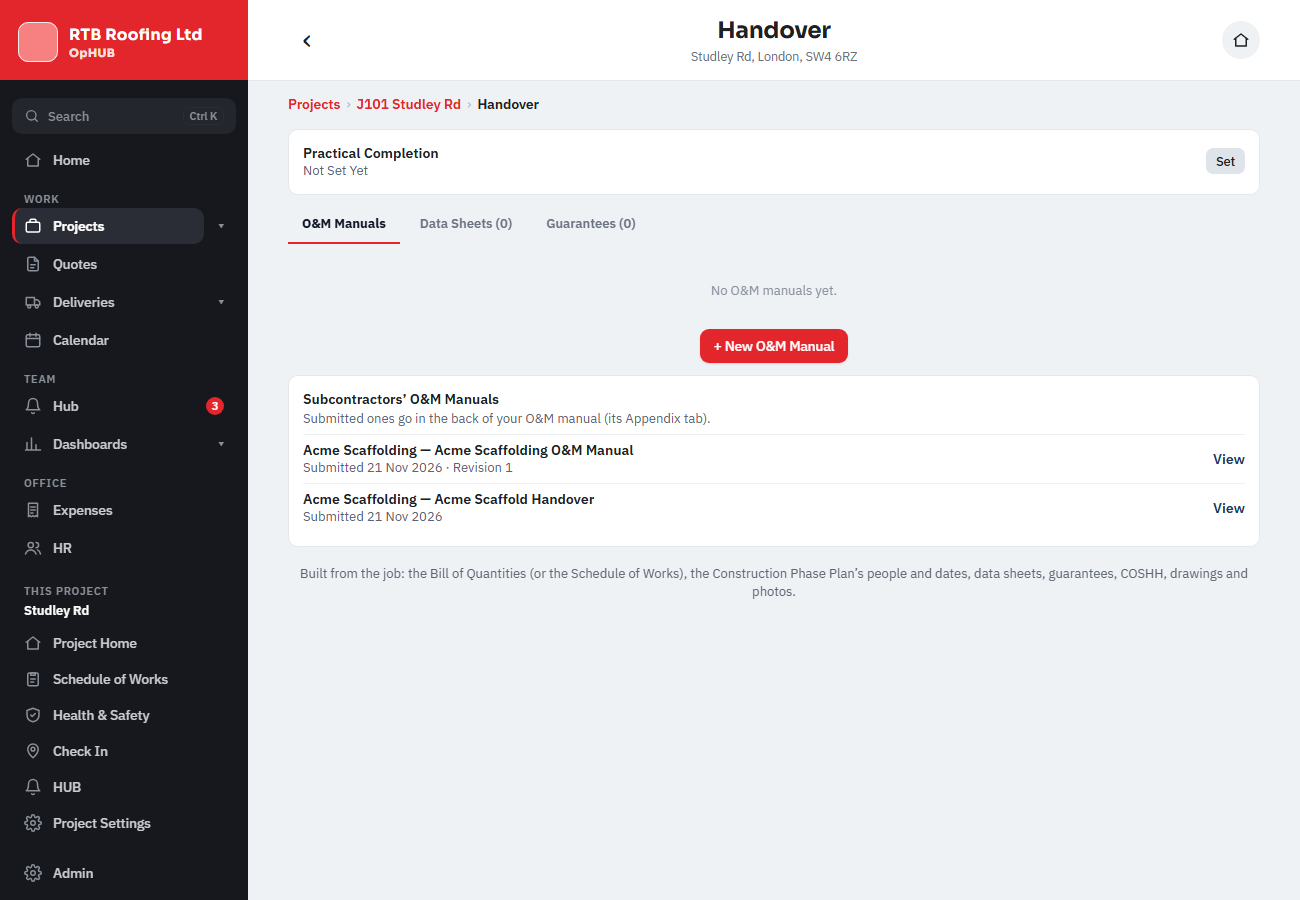 RTB Roofing Ltd
OpHUB
Search Ctrl K
Home
WORK
Projects
Quotes
Deliveries
Calendar
TEAM
Hub 3
Dashboards
OFFICE
Expenses
HR
THIS PROJECT
Studley Rd
Project Home
Schedule of Works
Health & Safety
Check In
HUB
Project Settings
Admin
Handover
Studley Rd, London, SW4 6RZ
Projects › J101 Studley Rd › Handover
Practical Completion
Not Set Yet
Set
O&M Manuals Data Sheets (0) Guarantees (0)
No O&M manuals yet.
+ New O&M Manual
Subcontractors’ O&M Manuals
Submitted ones go in the back of your O&M manual (its Appendix tab).
Acme Scaffolding — Acme Scaffolding O&M Manual
Submitted 21 Nov 2026 · Revision 1
View
Acme Scaffolding — Acme Scaffold Handover
Submitted 21 Nov 2026
View
Built from the job: the Bill of Quantities (or the Schedule of Works), the Construction Phase Plan’s people and dates, data sheets, guarantees, COSHH, drawings and
photos.